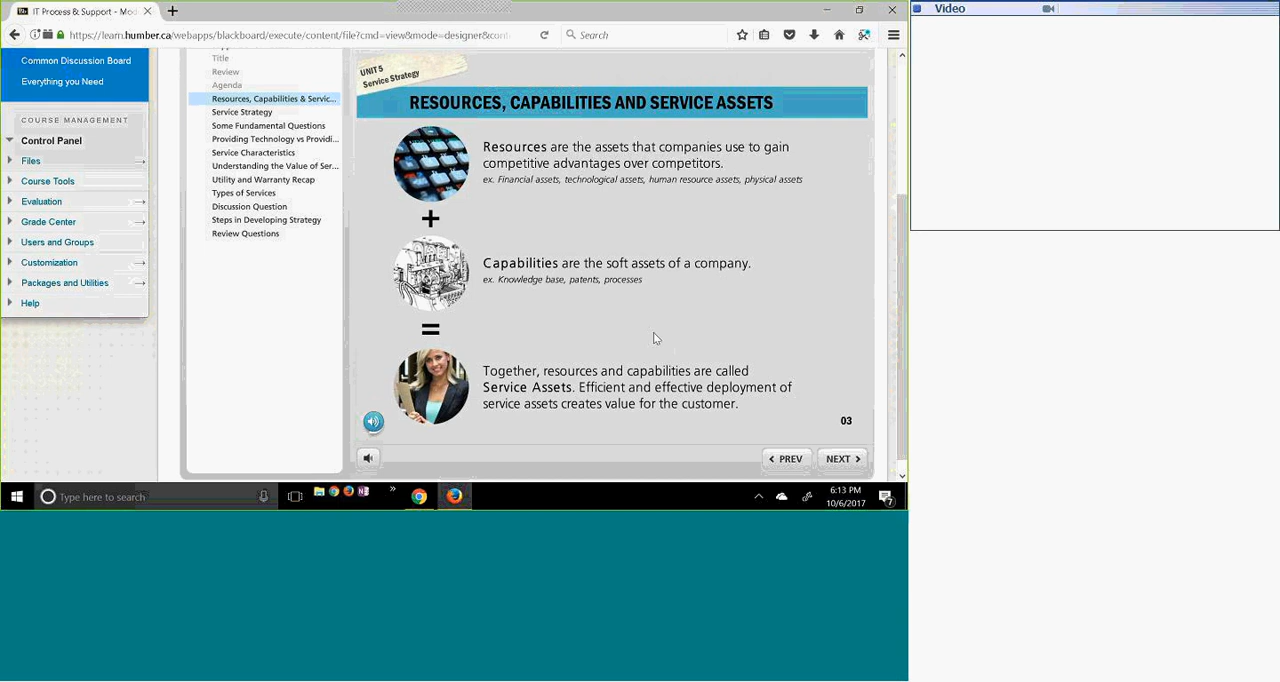 IT Process & Support - Mod
Video
https://learn.humber.ca/webapps/blackboard/execute/content/file?cmd=view&mode=designer&cont
Search
Common Discussion Board
Everything you Need
COURSE MANAGEMENT
Control Panel
Files
Course Tools
Evaluation
Grade Center
Users and Groups
Customization
Packages and Utilities
Help
Title
Review
Agenda
Resources, Capabilities & Servic...
Service Strategy
Some Fundamental Questions
Providing Technology vs Providi...
Service Characteristics
Understanding the Value of Ser...
Utility and Warranty Recap
Types of Services
Discussion Question
Steps in Developing Strategy
Review Questions
UNIT 5
Service Strategy
RESOURCES, CAPABILITIES AND SERVICE ASSETS
Resources are the assets that companies use to gain
competitive advantages over competitors.
ex. Financial assets, technological assets, human resource assets, physical assets
+
Capabilities are the soft assets of a company.
ex. Knowledge base, patents, processes
=
Together, resources and capabilities are called
Service Assets. Efficient and effective deployment of
service assets creates value for the customer.
03
PREV
NEXT
Type here to search
6:13 PM
10/6/2017
7